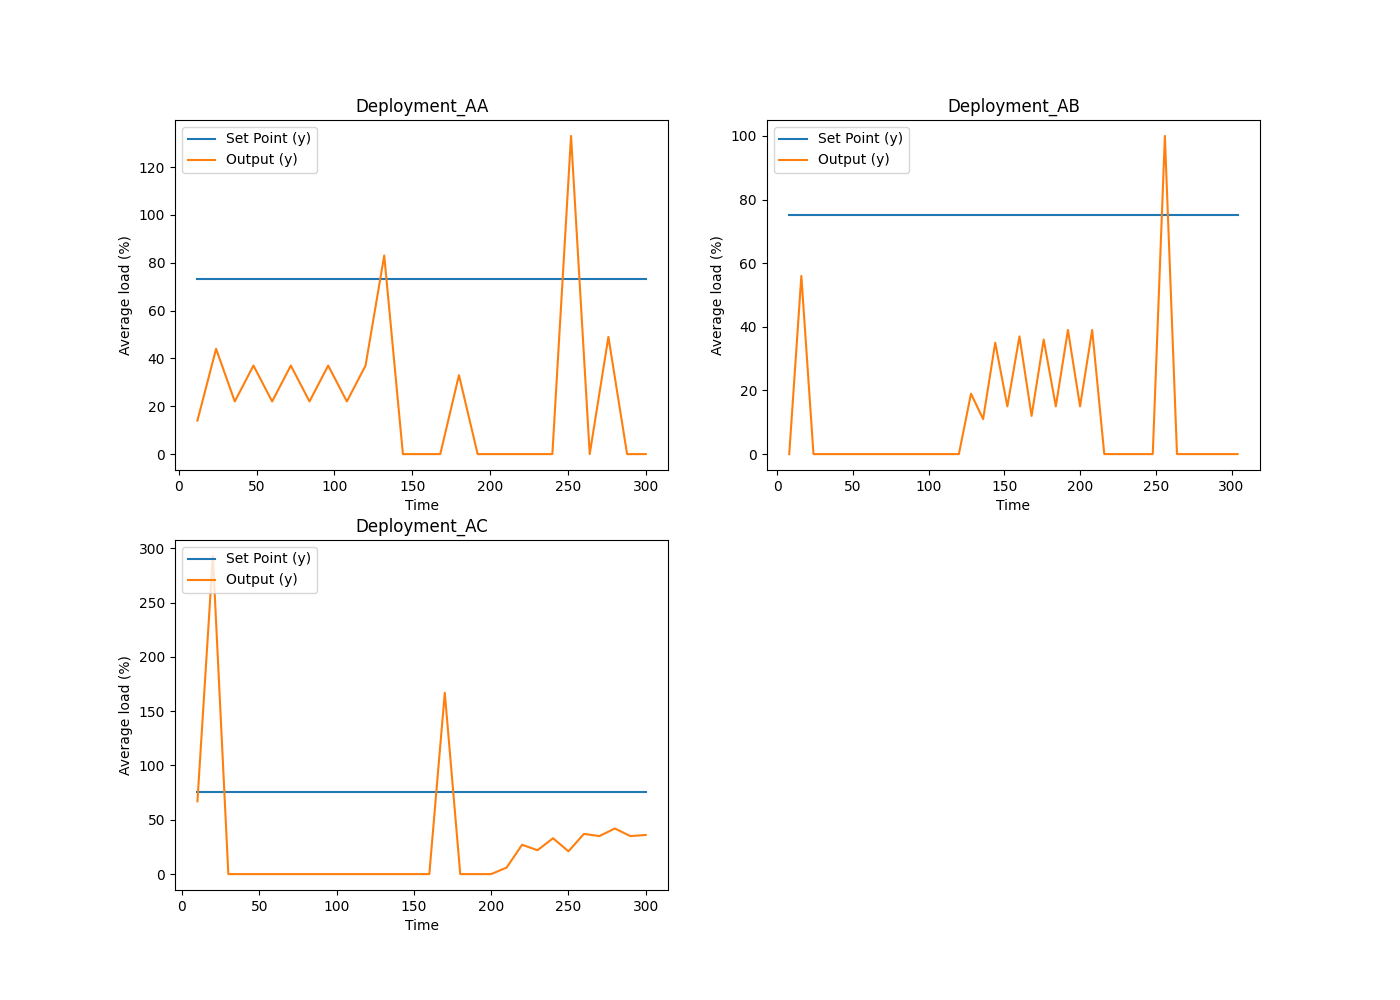 Deployment_AA
Set Point (y)
Output (y)
Average load (%)
120
100
80
60
40
20
0
0 50 100 150 200 250 300
Time
Deployment_AB
Set Point (y)
Output (y)
Average load (%)
100
80
60
40
20
0
0 50 100 150 200 250 300
Time
Deployment_AC
Set Point (y)
Output (y)
Average load (%)
300
250
200
150
100
50
0
0 50 100 150 200 250 300
Time